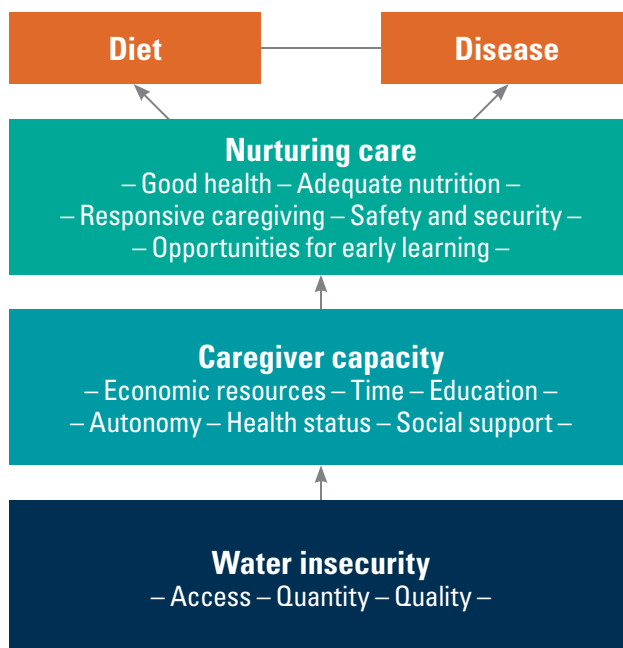 Diet
Disease
Nurturing care
– Good health – Adequate nutrition –
– Responsive caregiving – Safety and security –
– Opportunities for early learning –
Caregiver capacity
– Economic resources – Time – Education –
– Autonomy – Health status – Social support –
Water insecurity
– Access – Quantity – Quality –